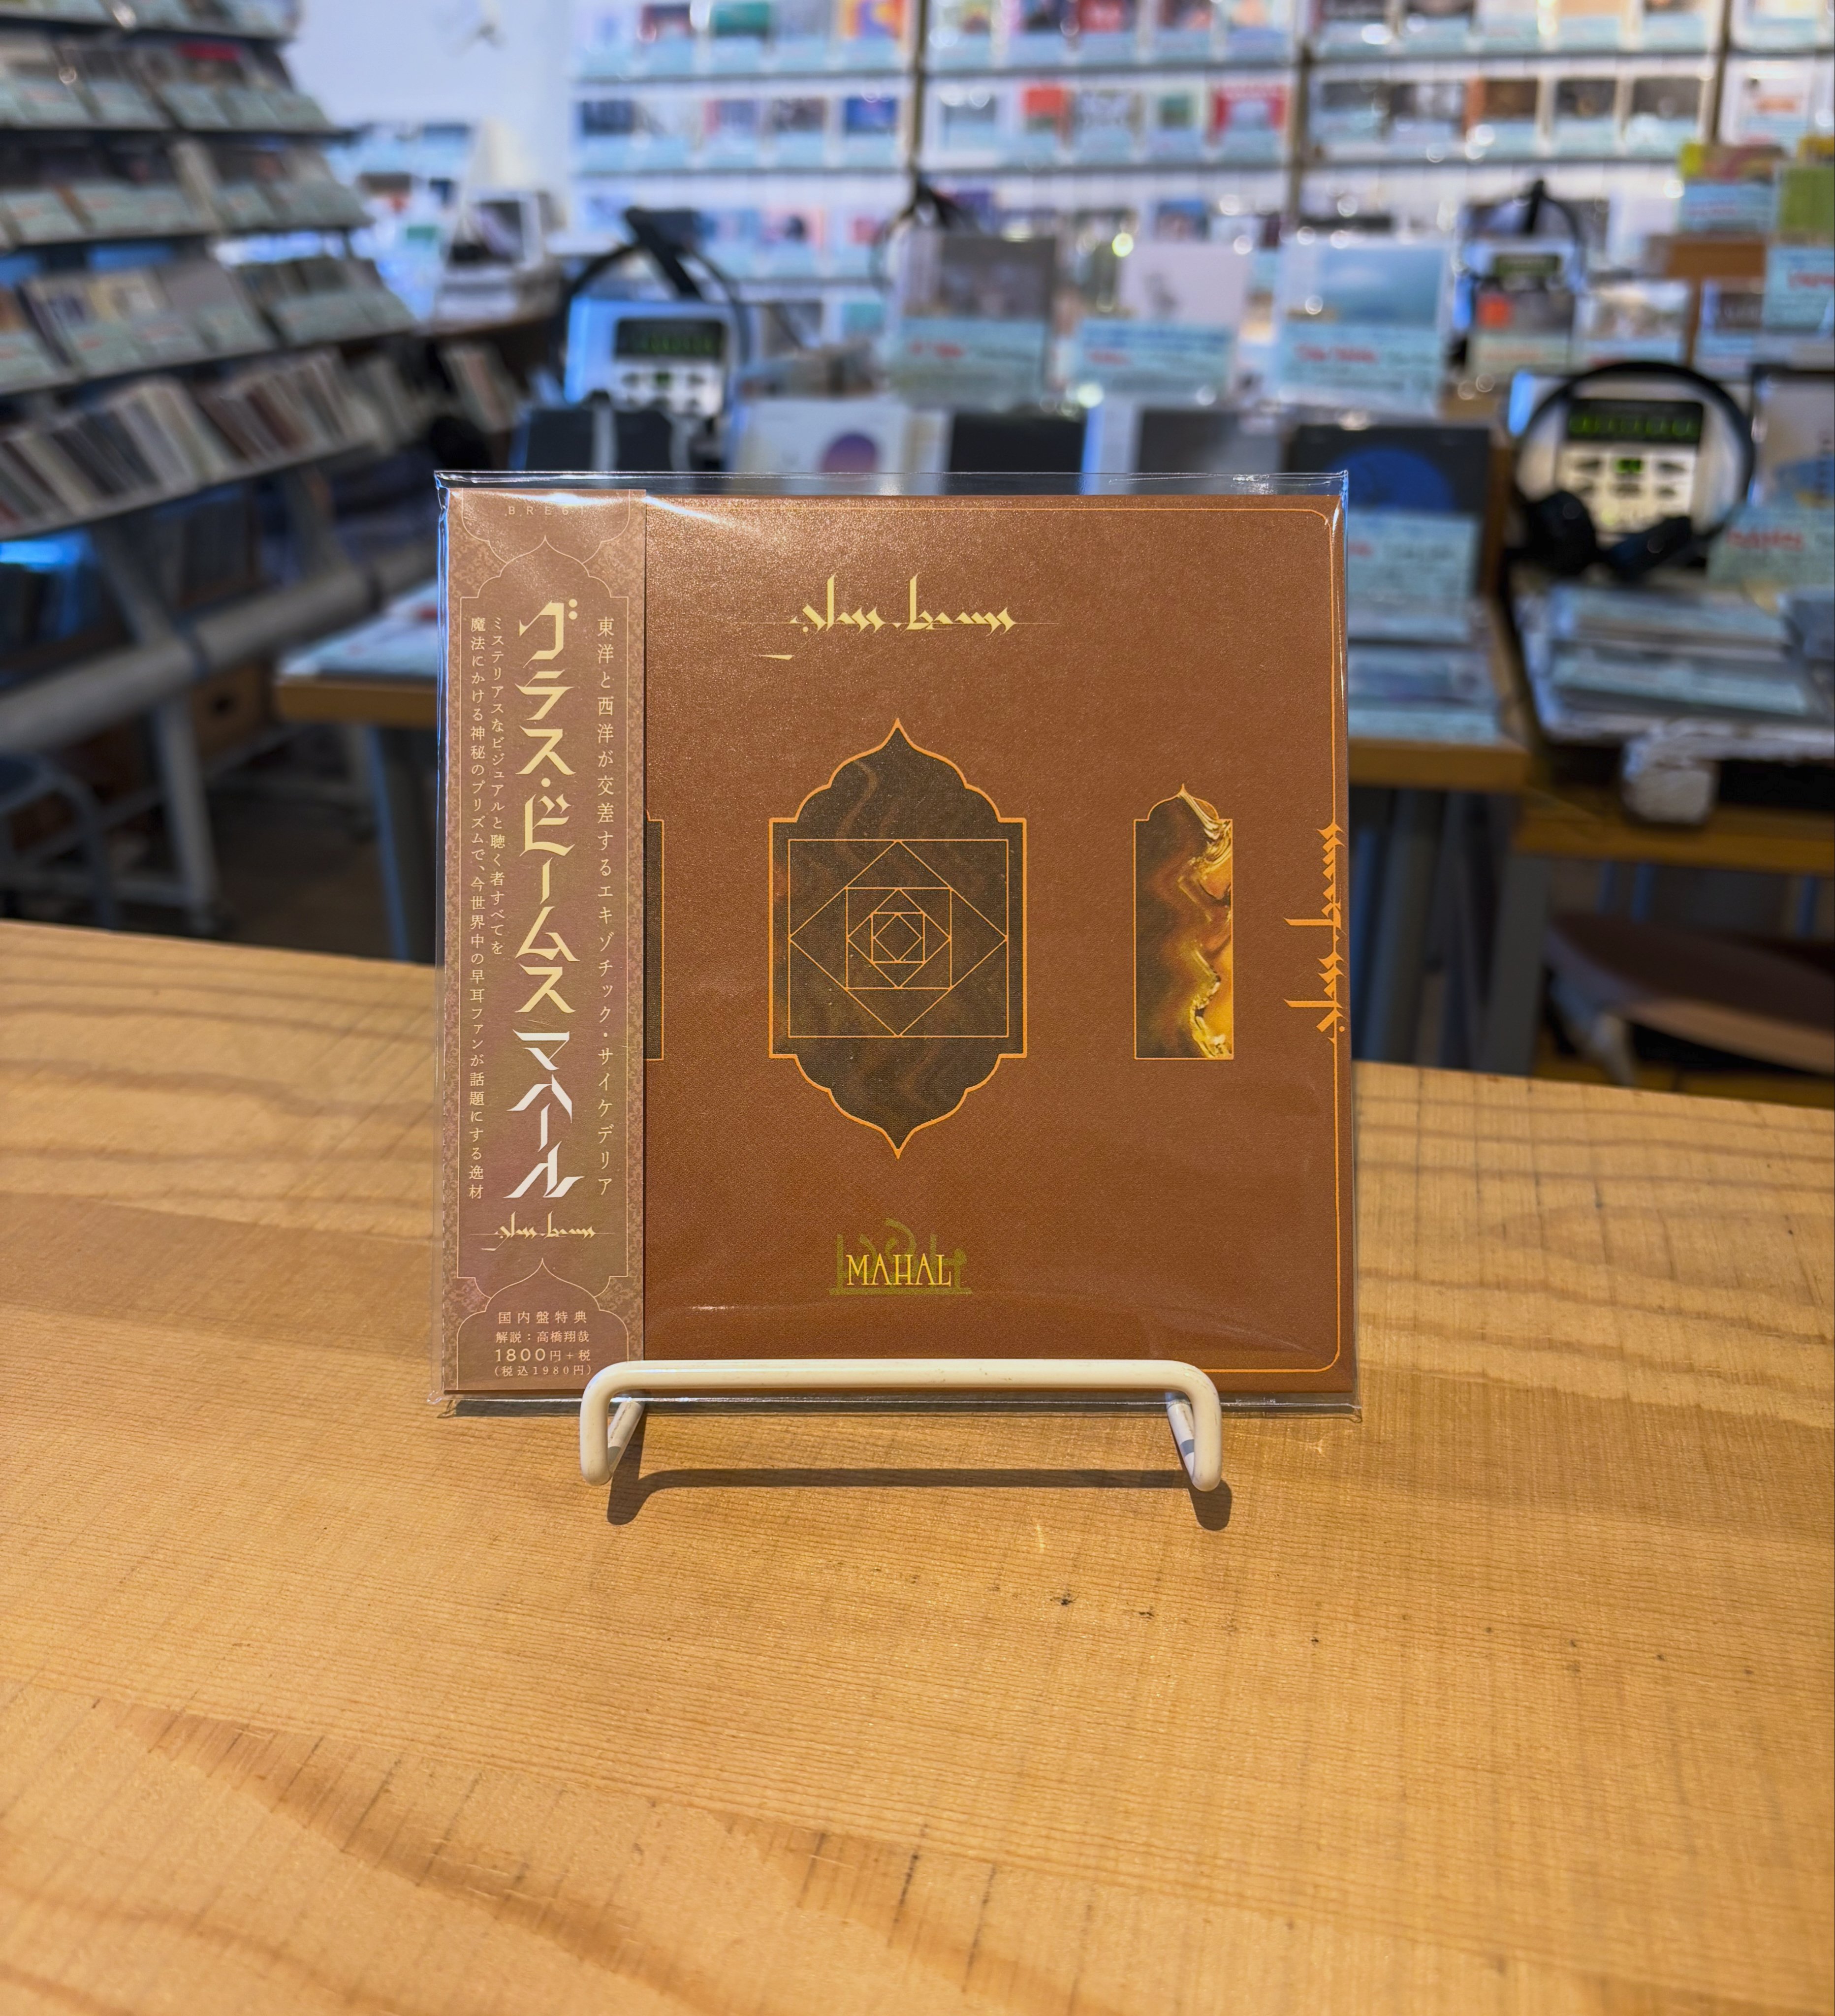 東洋と西洋が交差するエキゾチック・サイケデリア
グラス・ビームス マハール
ミステリアスなビジュアルと聴く者すべてを
魔法にかける神秘のプリズムで、今世界中の早耳ファンが話題にする逸材
glass beams
国内盤特典
解説：高橋翔哉
1800円+税
(税込1980円)
glass beams
MAHAL
glass beams